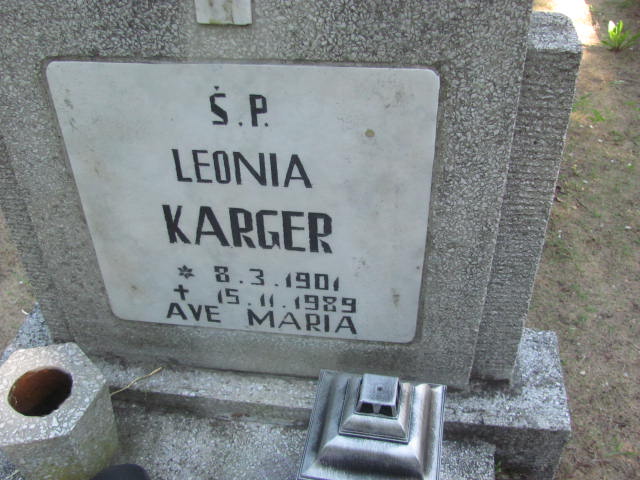 Ś.P.
LEONIA
KARGER
* 8.3.1901
✝ 15.11.1989
AVE MARIA